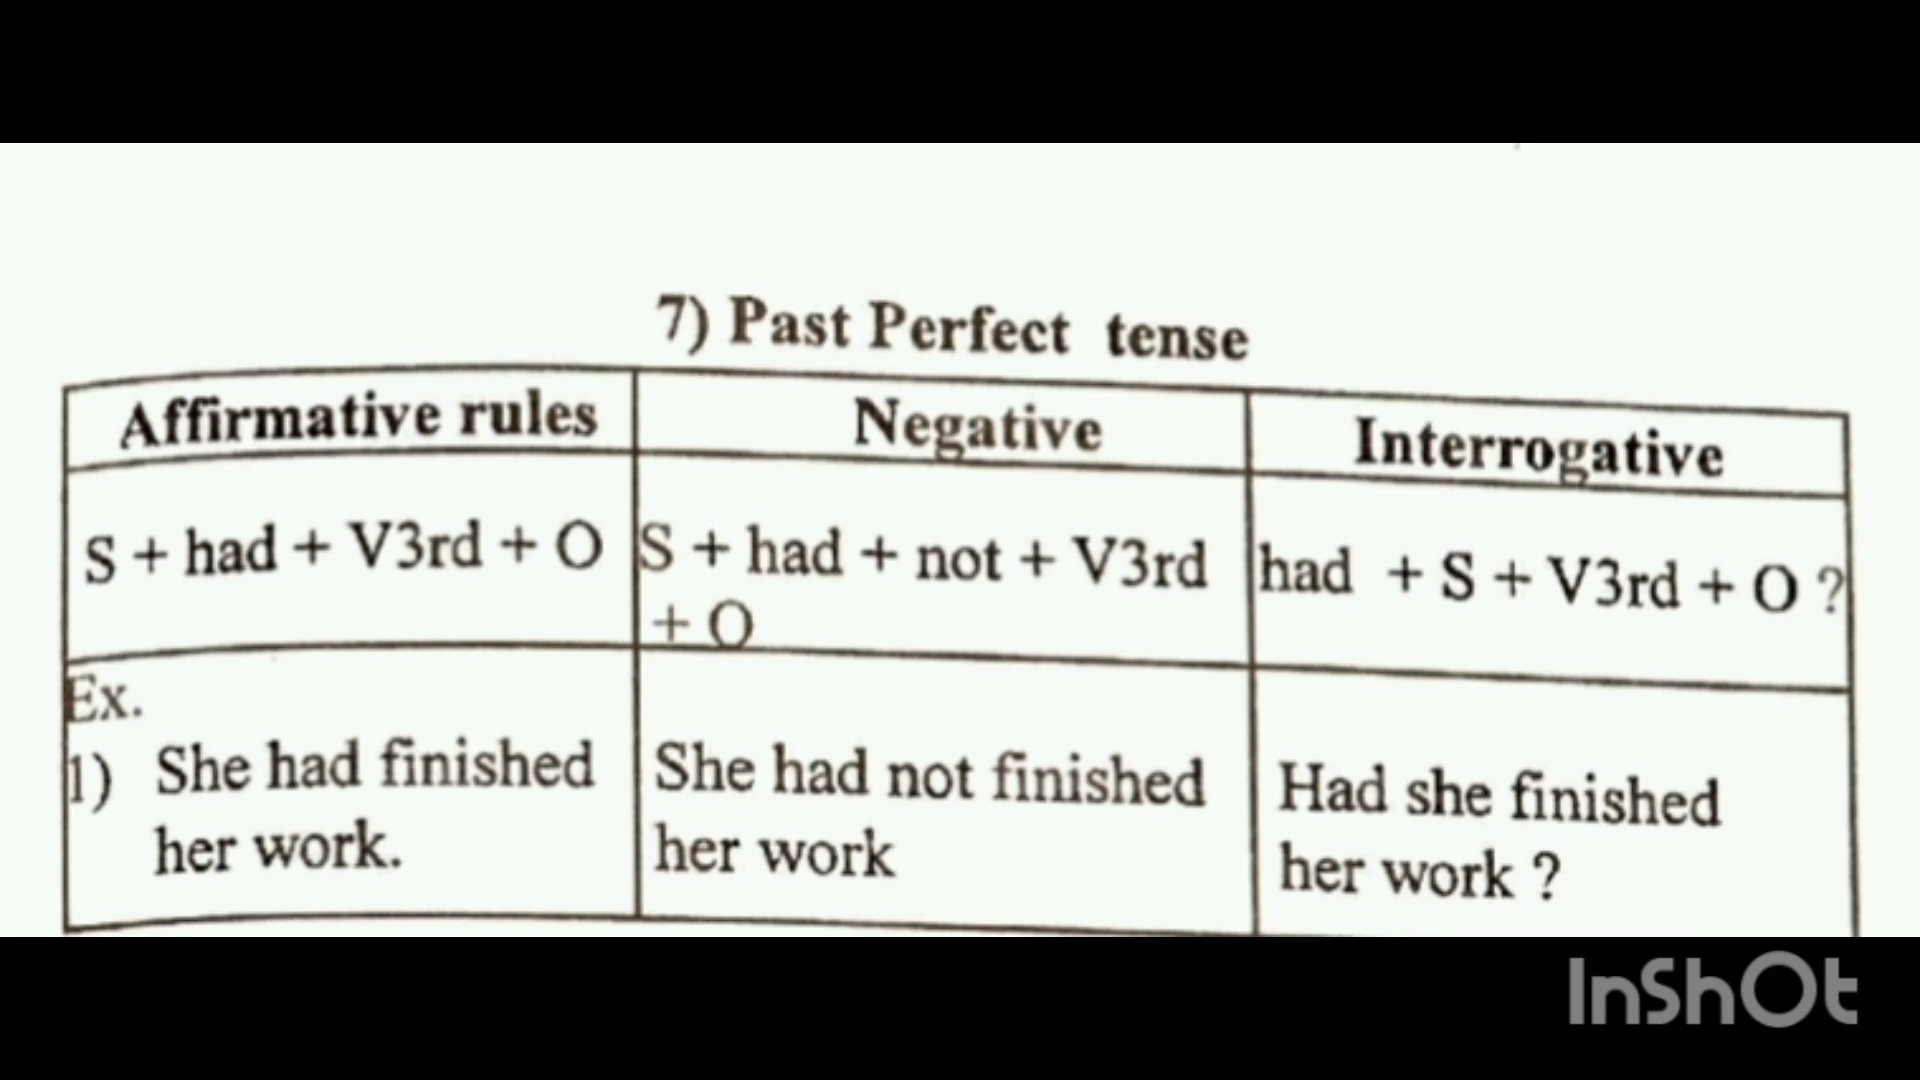 7) Past Perfect tense
Affirmative rules
Negative
Interrogative
S + had + V3rd + O
S + had + not + V3rd
+ O
had + S + V3rd + O ?
Ex.
1) She had finished
her work.
She had not finished
her work
Had she finished
her work ?
InShOt